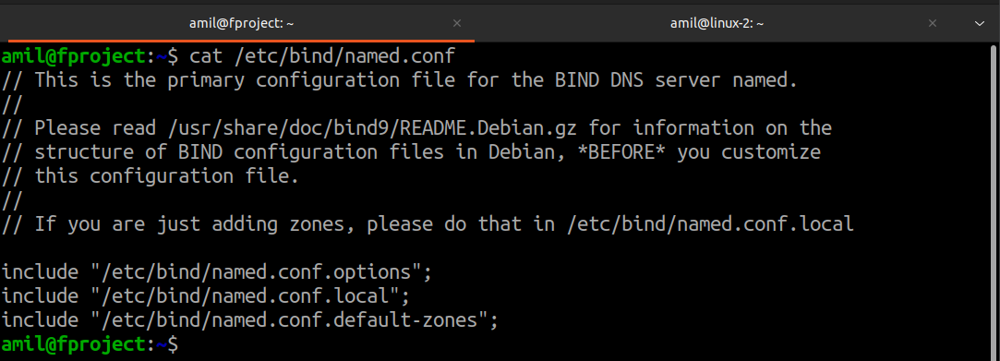 amil@fproject: ~
amil@linux-2: ~
amil@fproject:~$ cat /etc/bind/named.conf
// This is the primary configuration file for the BIND DNS server named.
//
// Please read /usr/share/doc/bind9/README.Debian.gz for information on the
// structure of BIND configuration files in Debian, *BEFORE* you customize
// this configuration file.
//
// If you are just adding zones, please do that in /etc/bind/named.conf.local
include "/etc/bind/named.conf.options";
include "/etc/bind/named.conf.local";
include "/etc/bind/named.conf.default-zones";
amil@fproject:~$